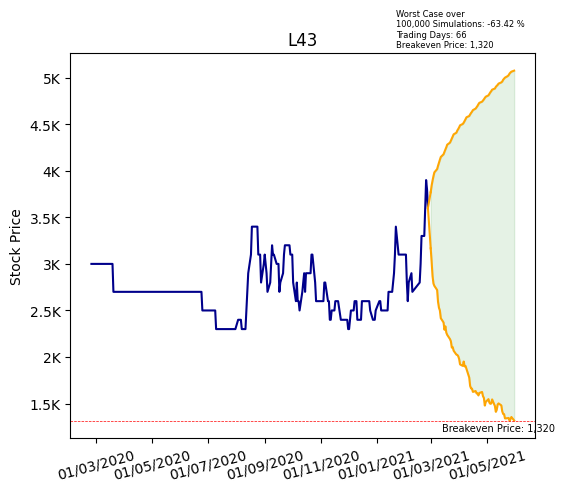 Worst Case over
100,000 Simulations: -63.42 %
Trading Days: 66
Breakeven Price: 1,320
L43
Stock Price
5K
4.5K
4K
3.5K
3K
2.5K
2K
1.5K
Breakeven Price: 1,320
01/03/2020
01/05/2020
01/07/2020
01/09/2020
01/11/2020
01/01/2021
01/03/2021
01/05/2021